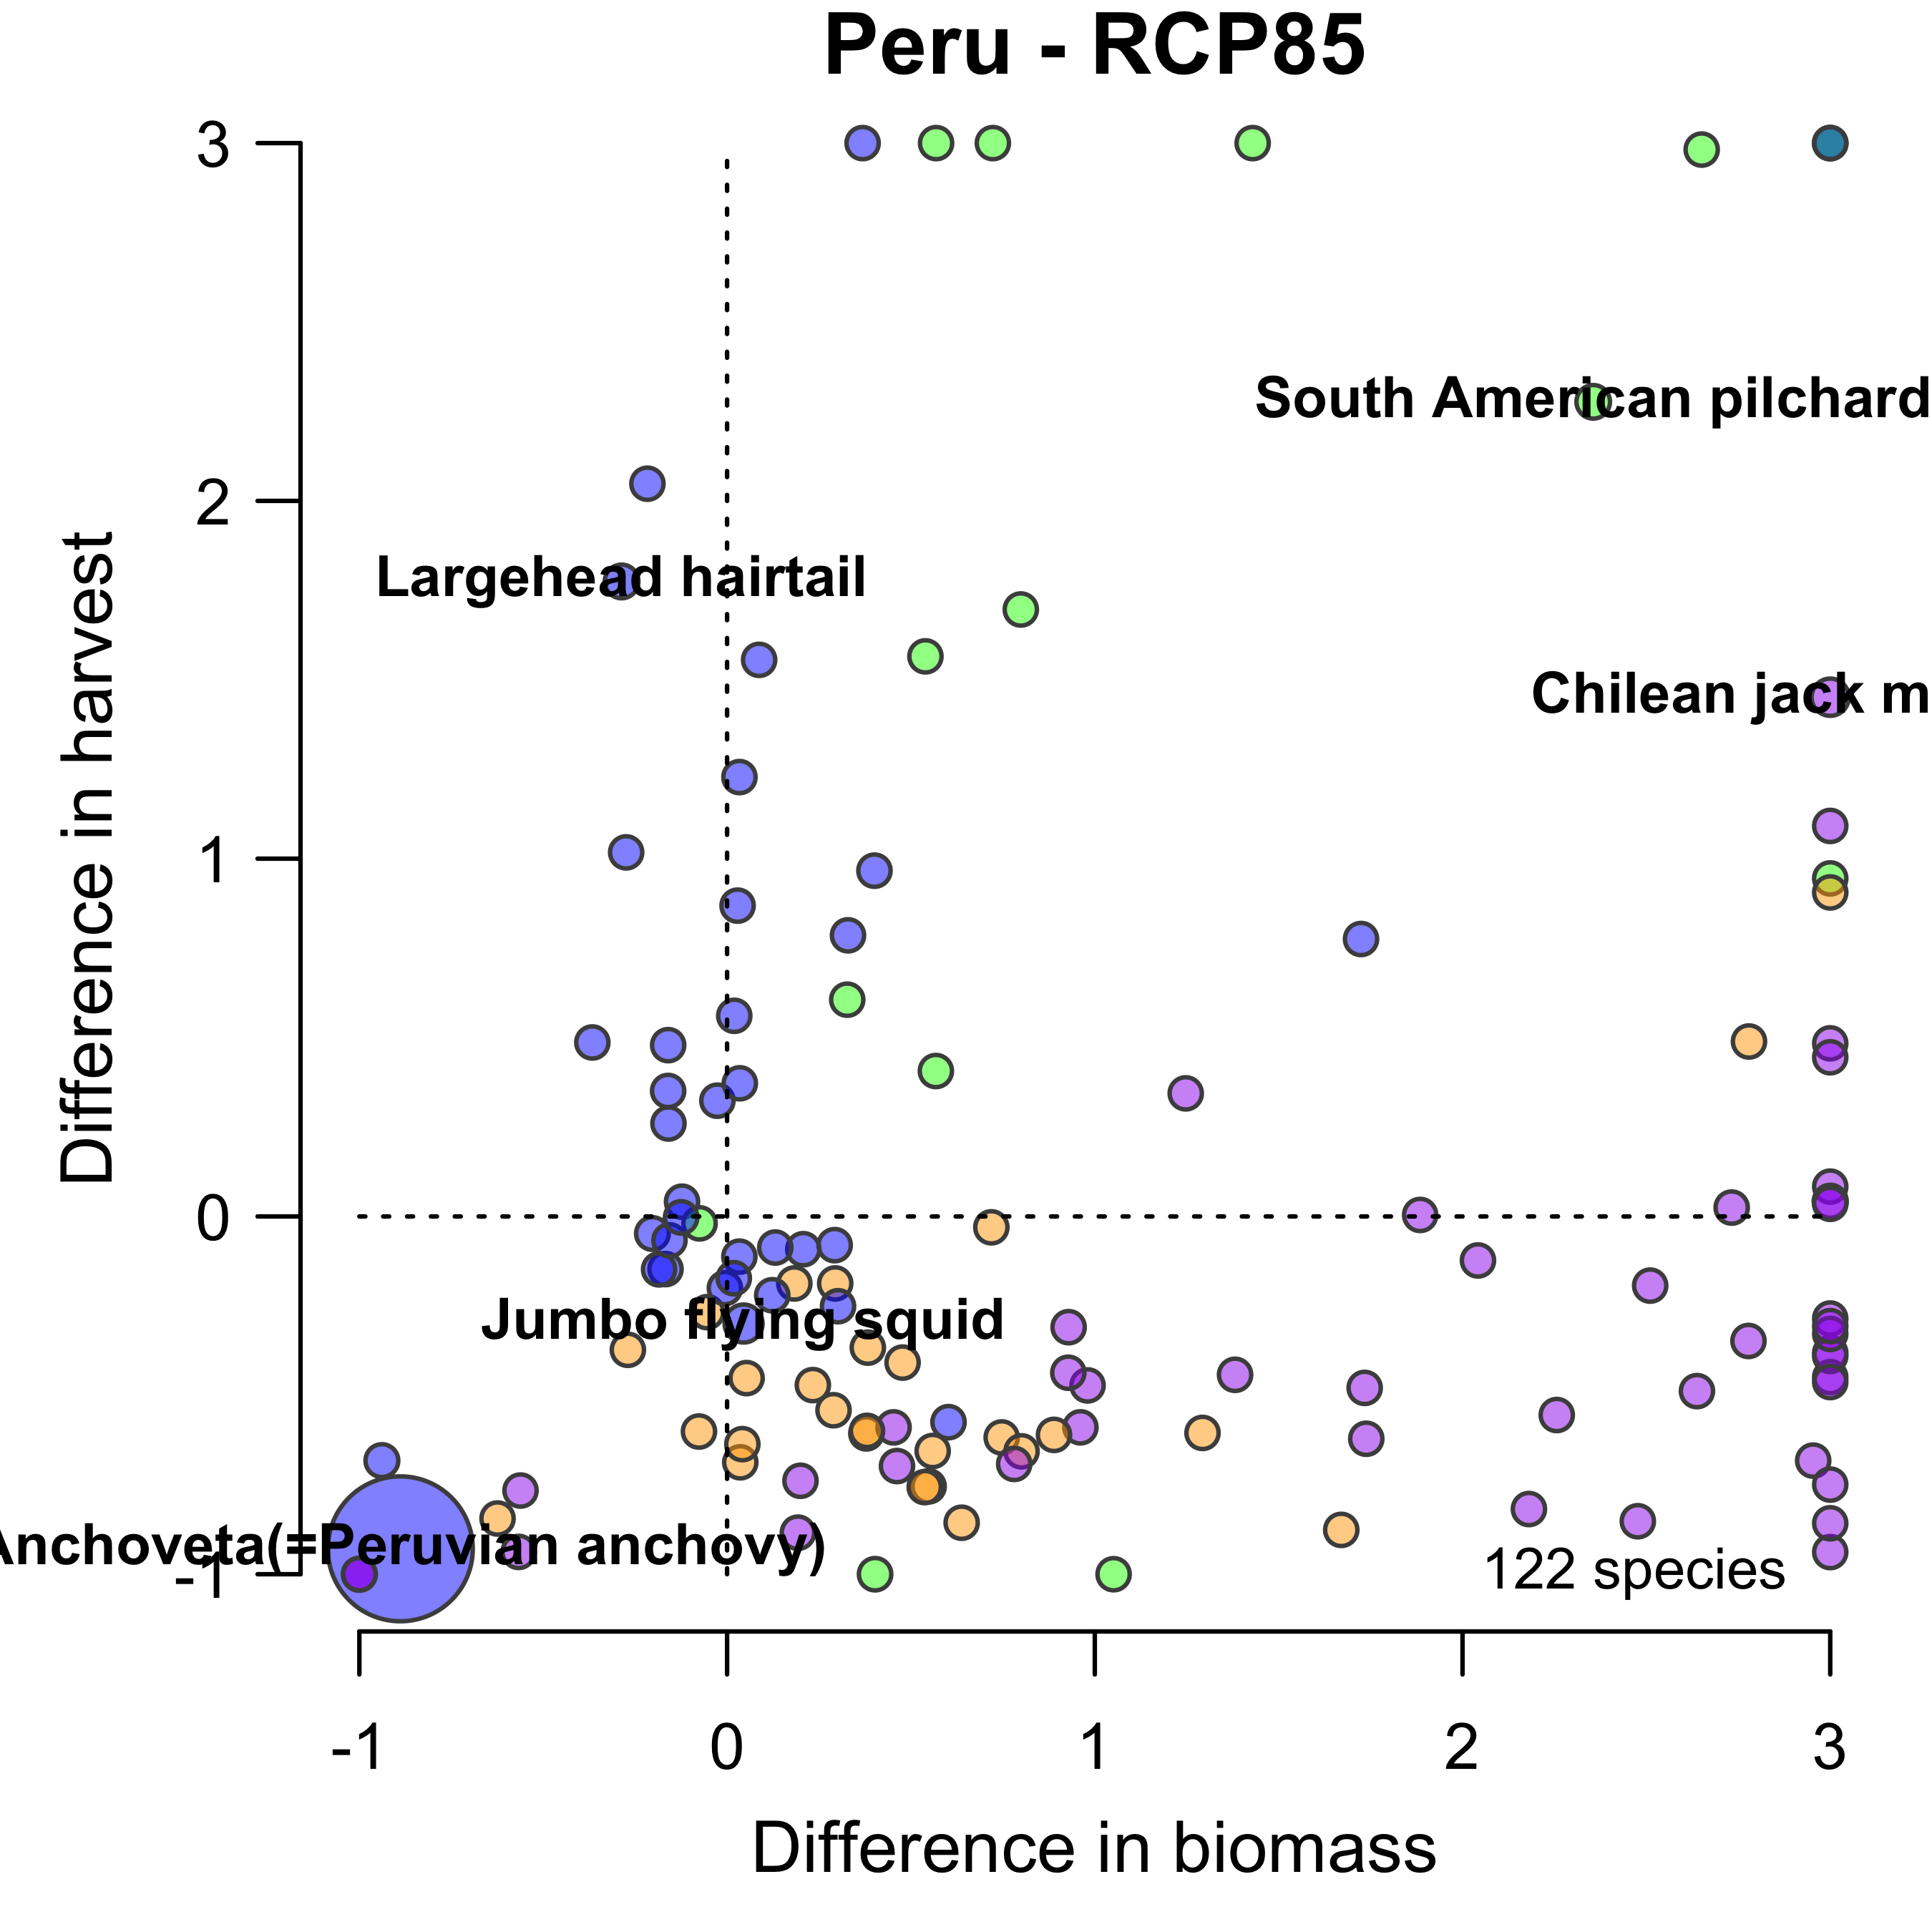 Peru - RCP85
3
South American pilchard
2
Largehead hairtail
Chilean jack m
1
Difference in harvest
0
Jumbo flying squid
Anchoveta(=Peruvian anchovy)
-1
122 species
-1 0 1 2 3
Difference in biomass